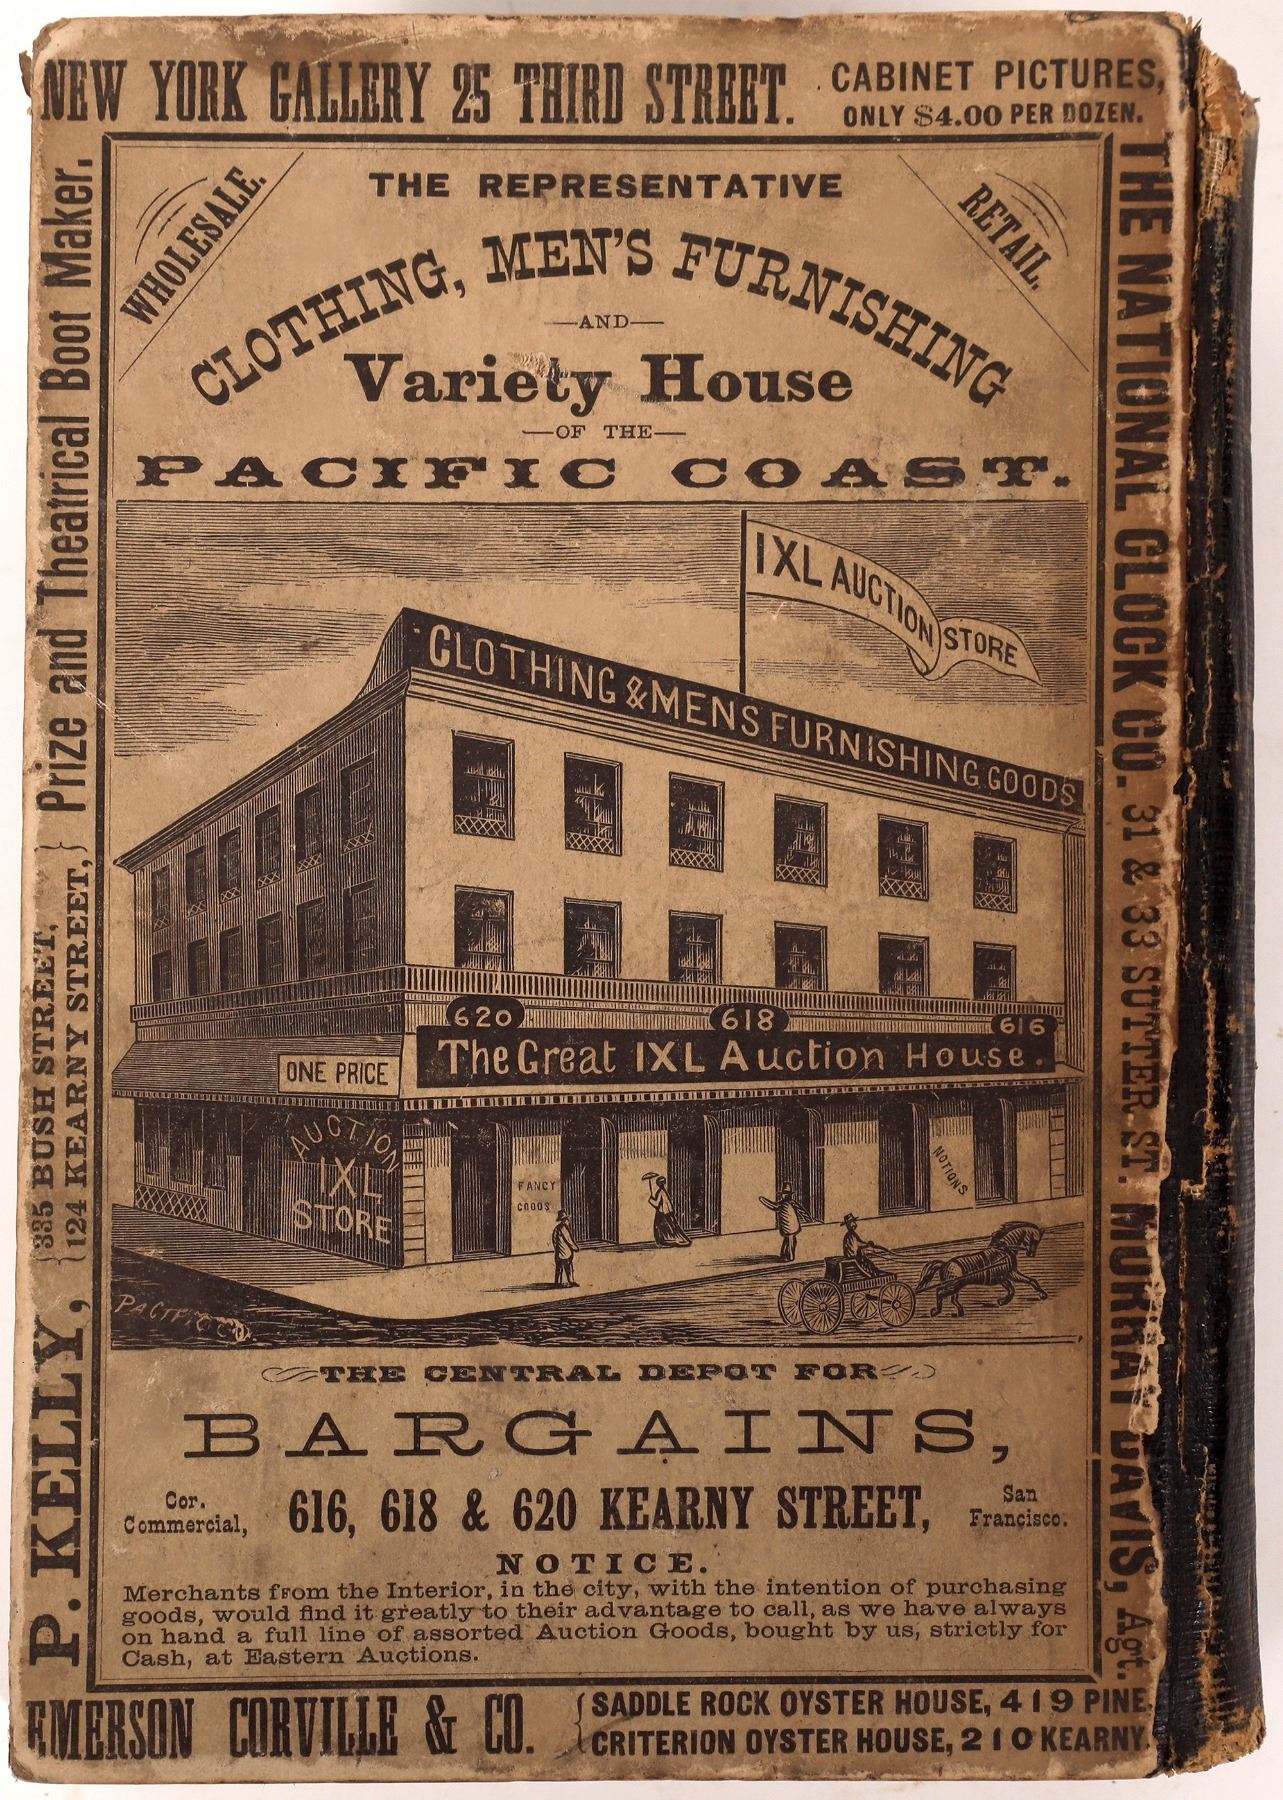 NEW YORK GALLERY 25 THIRD STREET.
CABINET PICTURES,
ONLY $4.00 PER DOZEN.
WHOLESALE.
RETAIL.
THE REPRESENTATIVE
CLOTHING, MEN'S FURNISHING
—AND—
Variety House
—OF THE—
PACIFIC COAST.
IXL AUCTION STORE
CLOTHING & MENS FURNISHING GOODS
620 618 616
The Great IXL Auction House.
ONE PRICE
AUCTION
IXL
STORE
FANCY
GOODS
NOTIONS
PACIFIC
THE CENTRAL DEPOT FOR
BARGAINS,
Cor.
Commercial,
616, 618 & 620 KEARNY STREET,
San
Francisco.
NOTICE.
Merchants from the Interior, in the city, with the intention of purchasing
goods, would find it greatly to their advantage to call, as we have always
on hand a full line of assorted Auction Goods, bought by us, strictly for
Cash, at Eastern Auctions.
P. KELLY,
335 BUSH STREET,
124 KEARNY STREET,
Prize and Theatrical Boot Maker.
THE NATIONAL CLOCK CO. 31 & 33 SUTTER ST. MURRAY DAVIS, Agt.
EMERSON CORVILLE & CO.
SADDLE ROCK OYSTER HOUSE, 419 PINE.
CRITERION OYSTER HOUSE, 210 KEARNY.